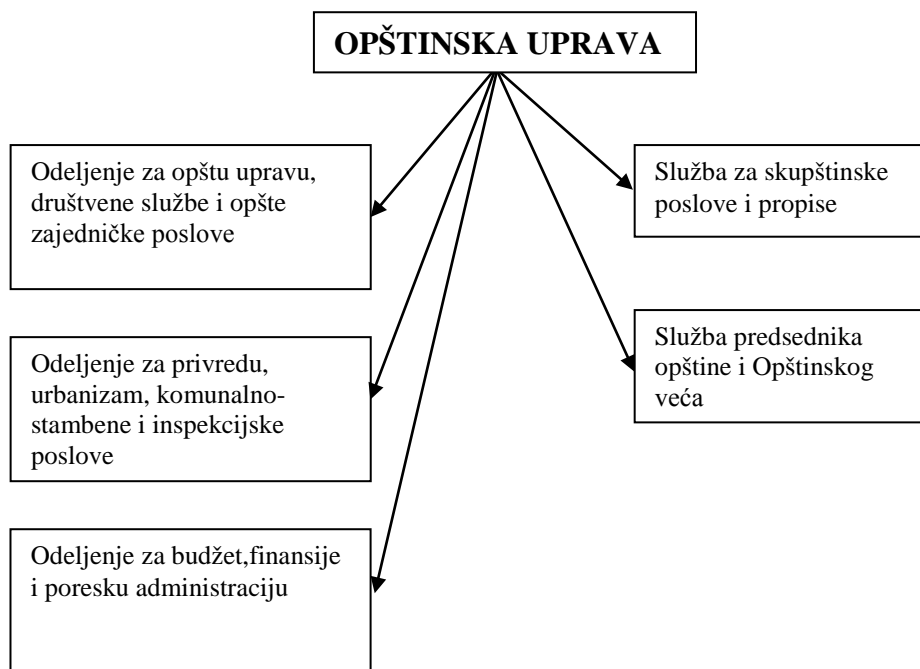 OPŠTINSKA UPRAVA
Odeljenje za opštu upravu,
društvene službe i opšte
zajedničke poslove
Odeljenje za privredu,
urbanizam, komunalno-
stambene i inspekcijske
poslove
Odeljenje za budžet,finansije
i poresku administraciju
Služba za skupštinske
poslove i propise
Služba predsednika
opštine i Opštinskog
veća